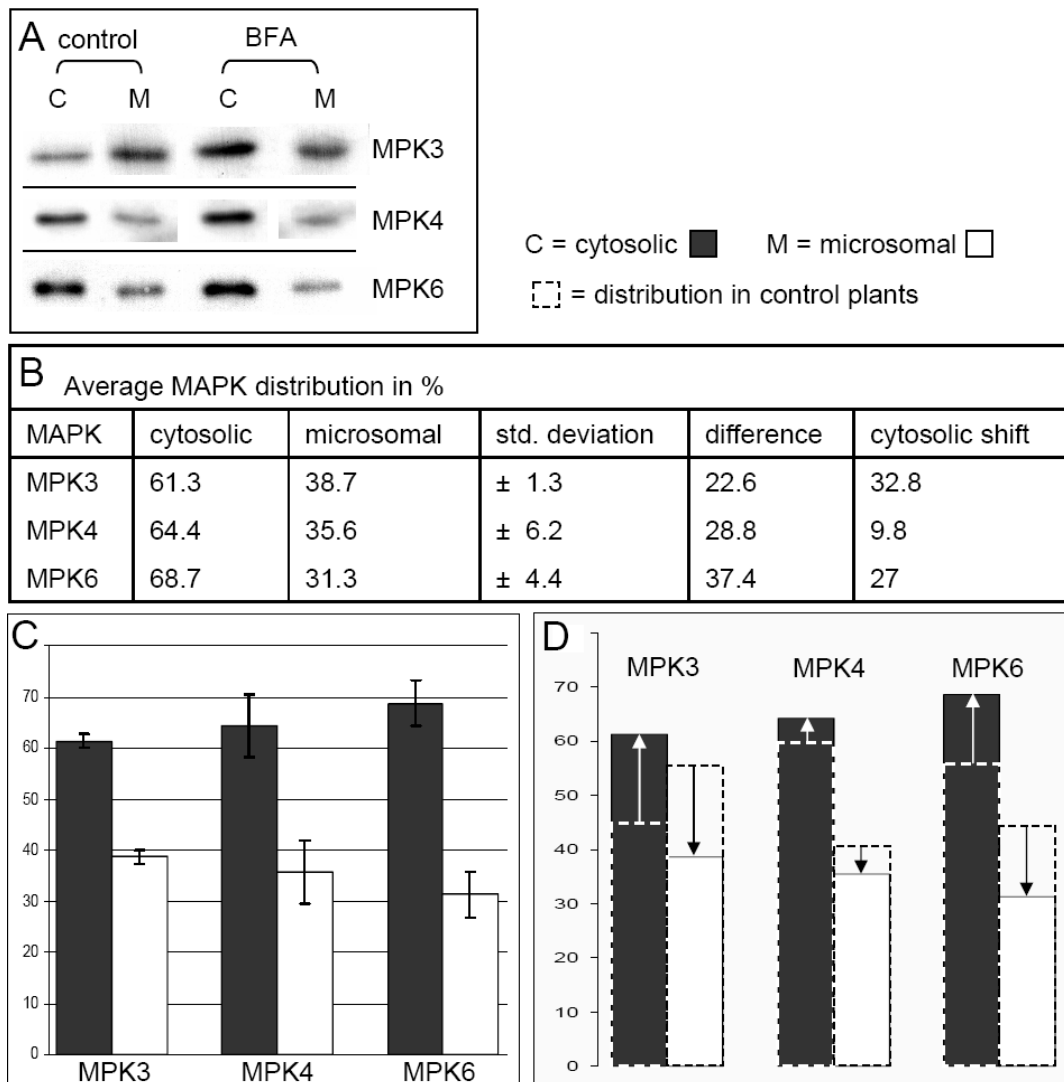 A control BFA
C M C M
MPK3
MPK4
MPK6
C = cytosolic M = microsomal
= distribution in control plants
B Average MAPK distribution in %
MAPK cytosolic microsomal std. deviation difference cytosolic shift
MPK3 61.3 38.7 ± 1.3 22.6 32.8
MPK4 64.4 35.6 ± 6.2 28.8 9.8
MPK6 68.7 31.3 ± 4.4 37.4 27
C
70
60
50
40
30
20
10
0
MPK3 MPK4 MPK6
D
MPK3 MPK4 MPK6
70
60
50
40
30
20
10
0